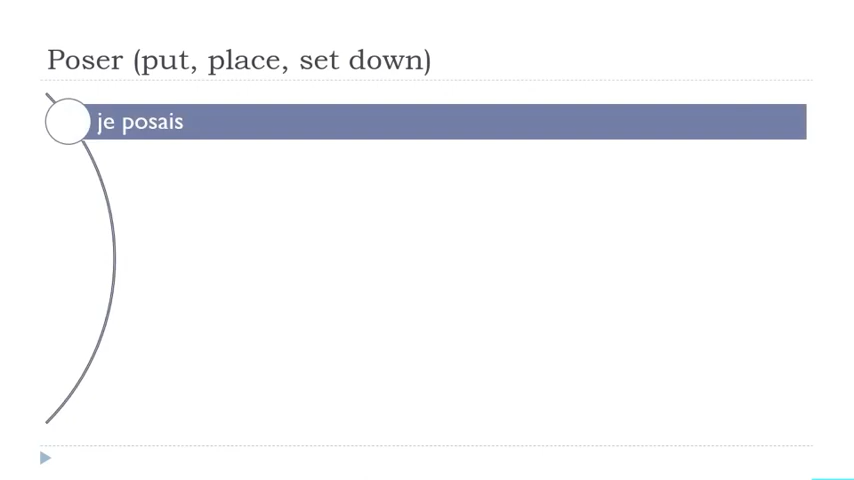 Poser (put, place, set down)
je posais